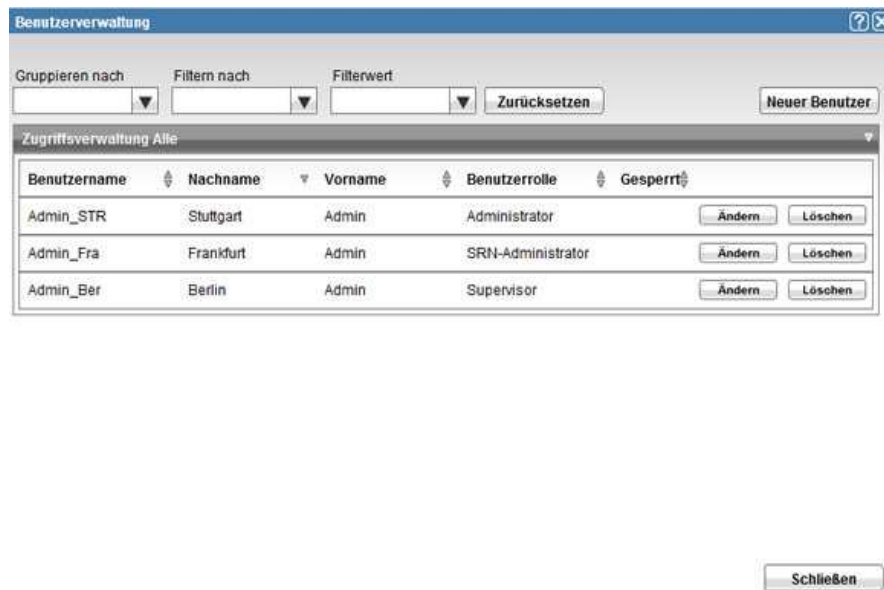 Benutzerverwaltung
Gruppieren nach Filtern nach Filterwert
Zurücksetzen Neuer Benutzer
Zugriffsverwaltung Alle
Benutzername Nachname Vorname Benutzerrolle Gesperrt
Admin_STR Stuttgart Admin Administrator Ändern Löschen
Admin_Fra Frankfurt Admin SRN-Administrator Ändern Löschen
Admin_Ber Berlin Admin Supervisor Ändern Löschen
Schließen